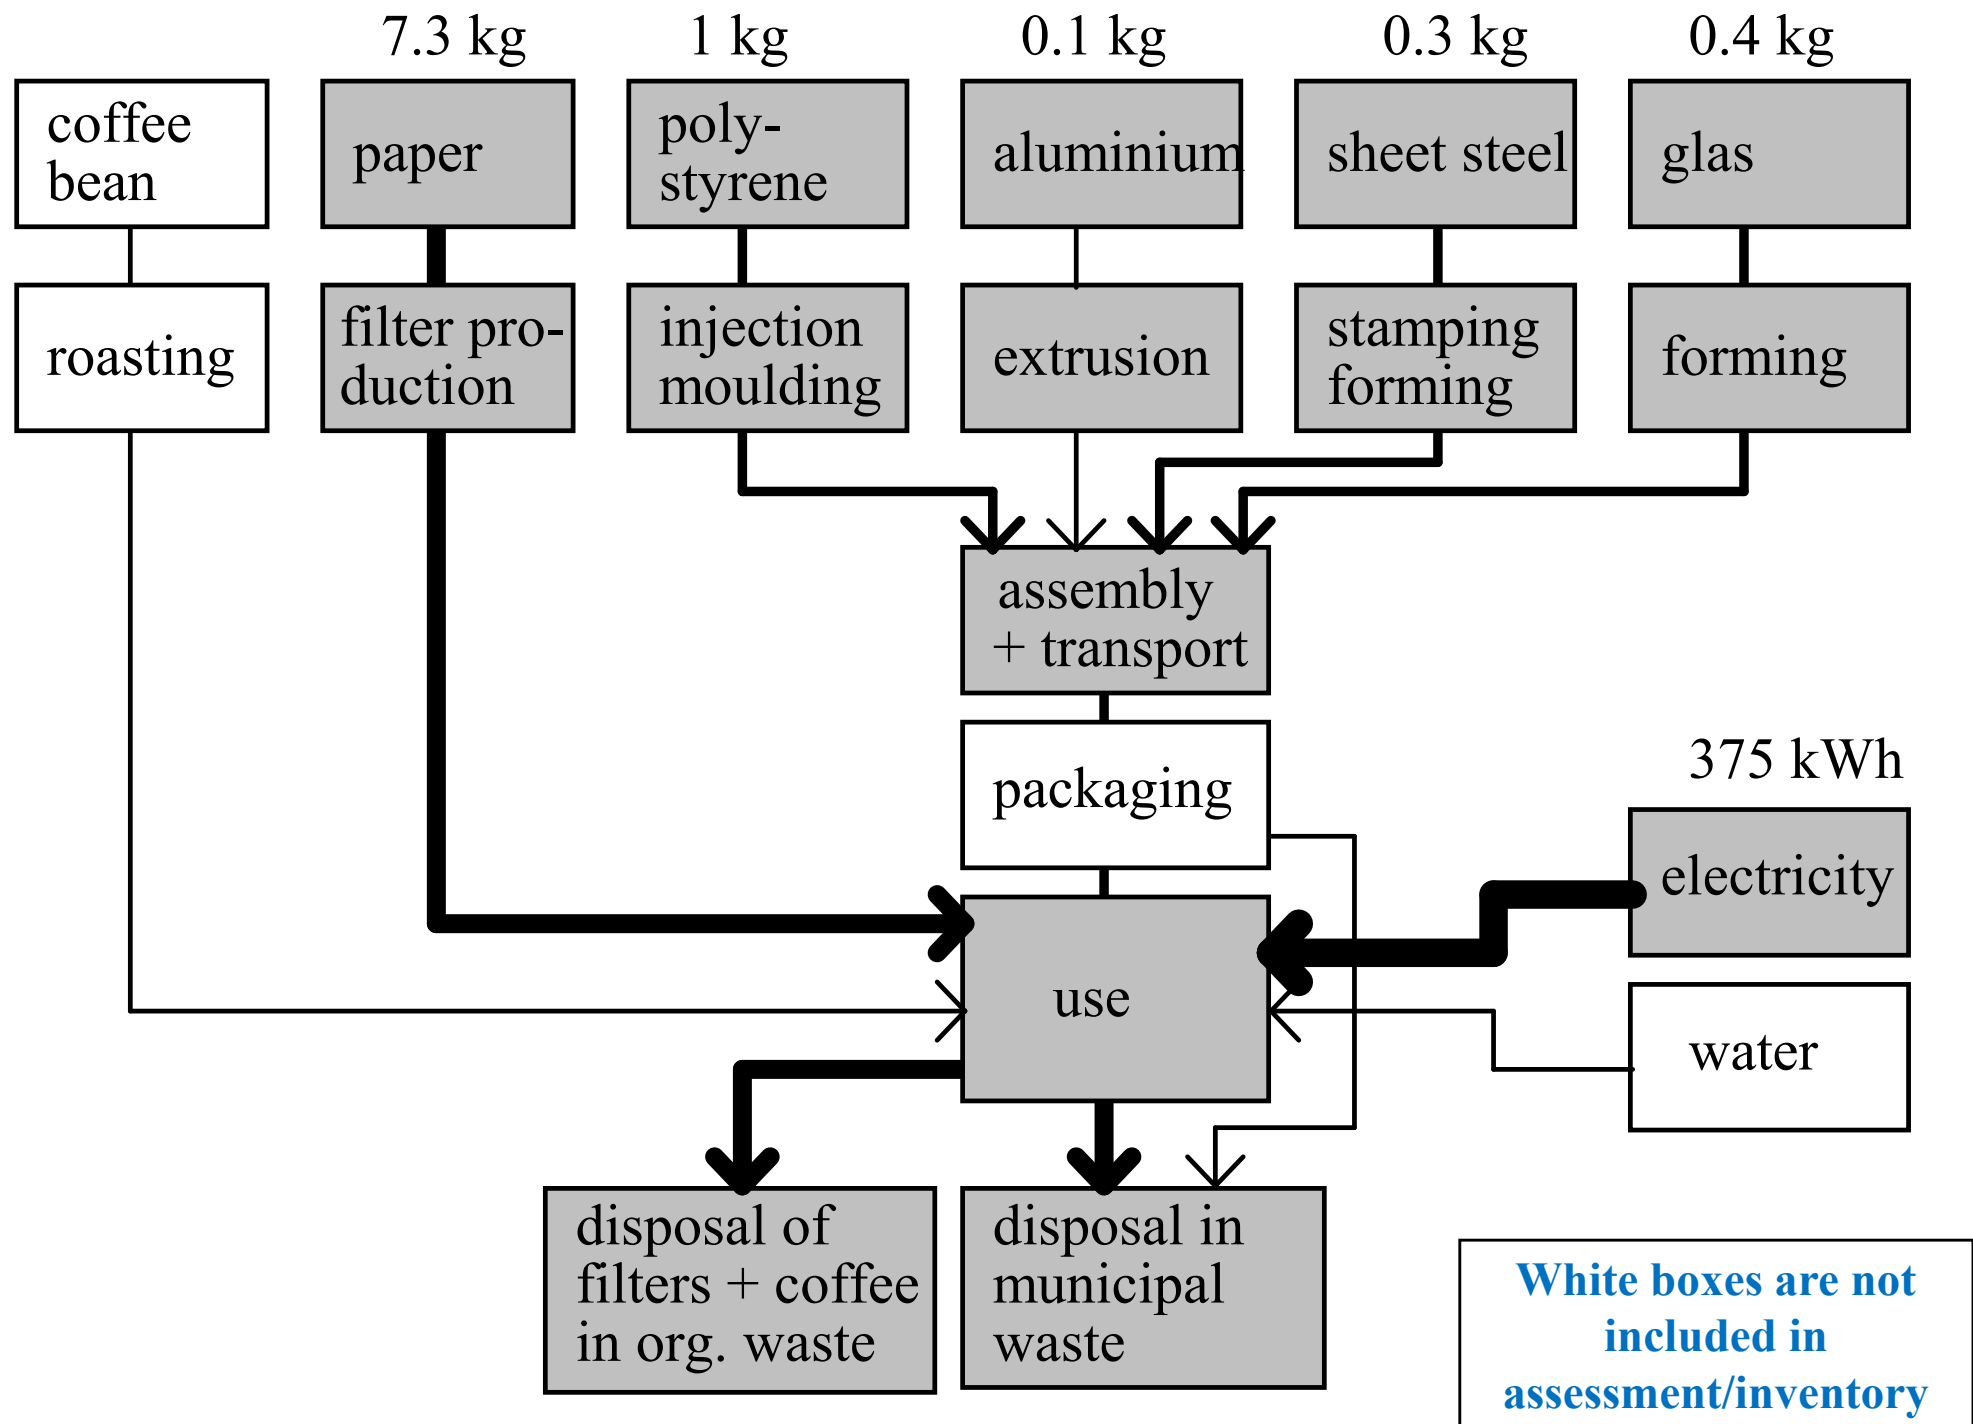 7.3 kg
1 kg
0.1 kg
0.3 kg
0.4 kg
coffee
bean
paper
poly-
styrene
aluminium
sheet steel
glas
roasting
filter pro-
duction
injection
moulding
extrusion
stamping
forming
forming
assembly
+ transport
packaging
375 kWh
electricity
use
water
disposal of
filters + coffee
in org. waste
disposal in
municipal
waste
White boxes are not
included in
assessment/inventory